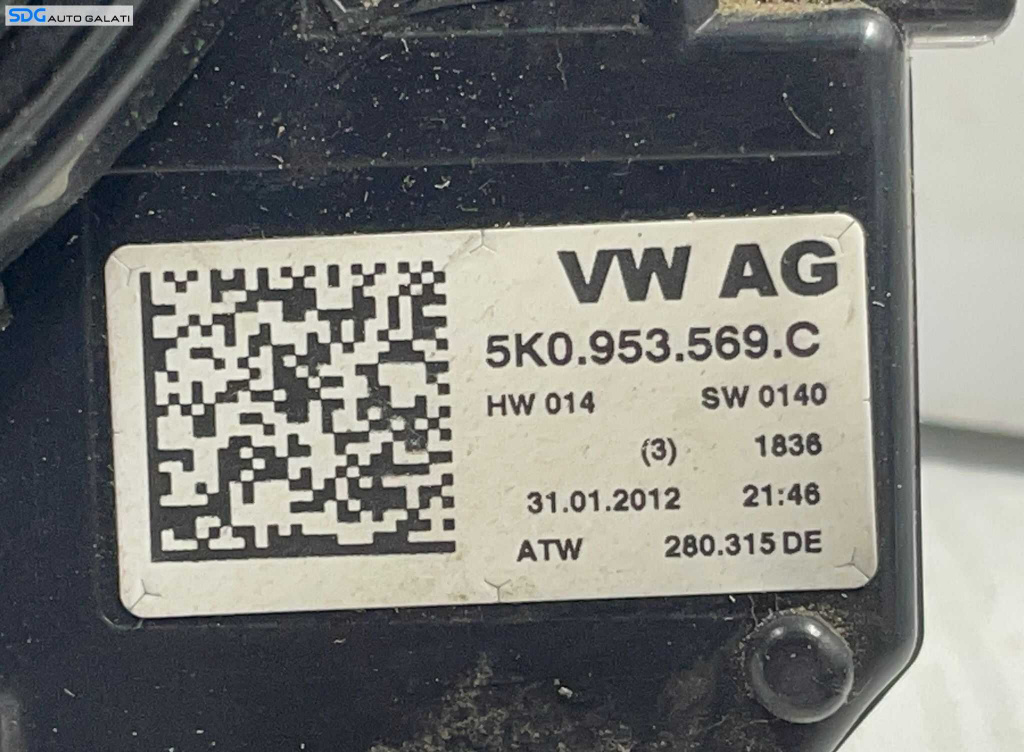 SDG AUTO GALATI
VW AG
5K0.953.569.C
HW 014 SW 0140
(3) 1836
31.01.2012 21:46
ATW 280.315 DE